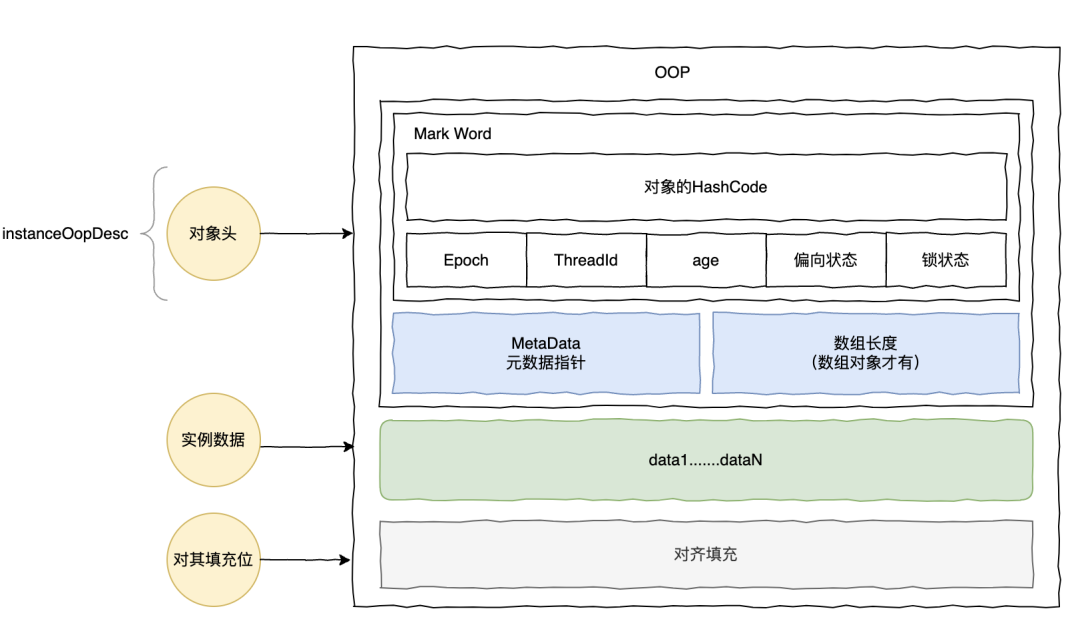 OOP
Mark Word
对象的HashCode
instanceOopDesc
对象头
Epoch
ThreadId
age
偏向状态
锁状态
MetaData
元数据指针
数组长度
（数组对象才有）
实例数据
data1.......dataN
对其填充位
对齐填充